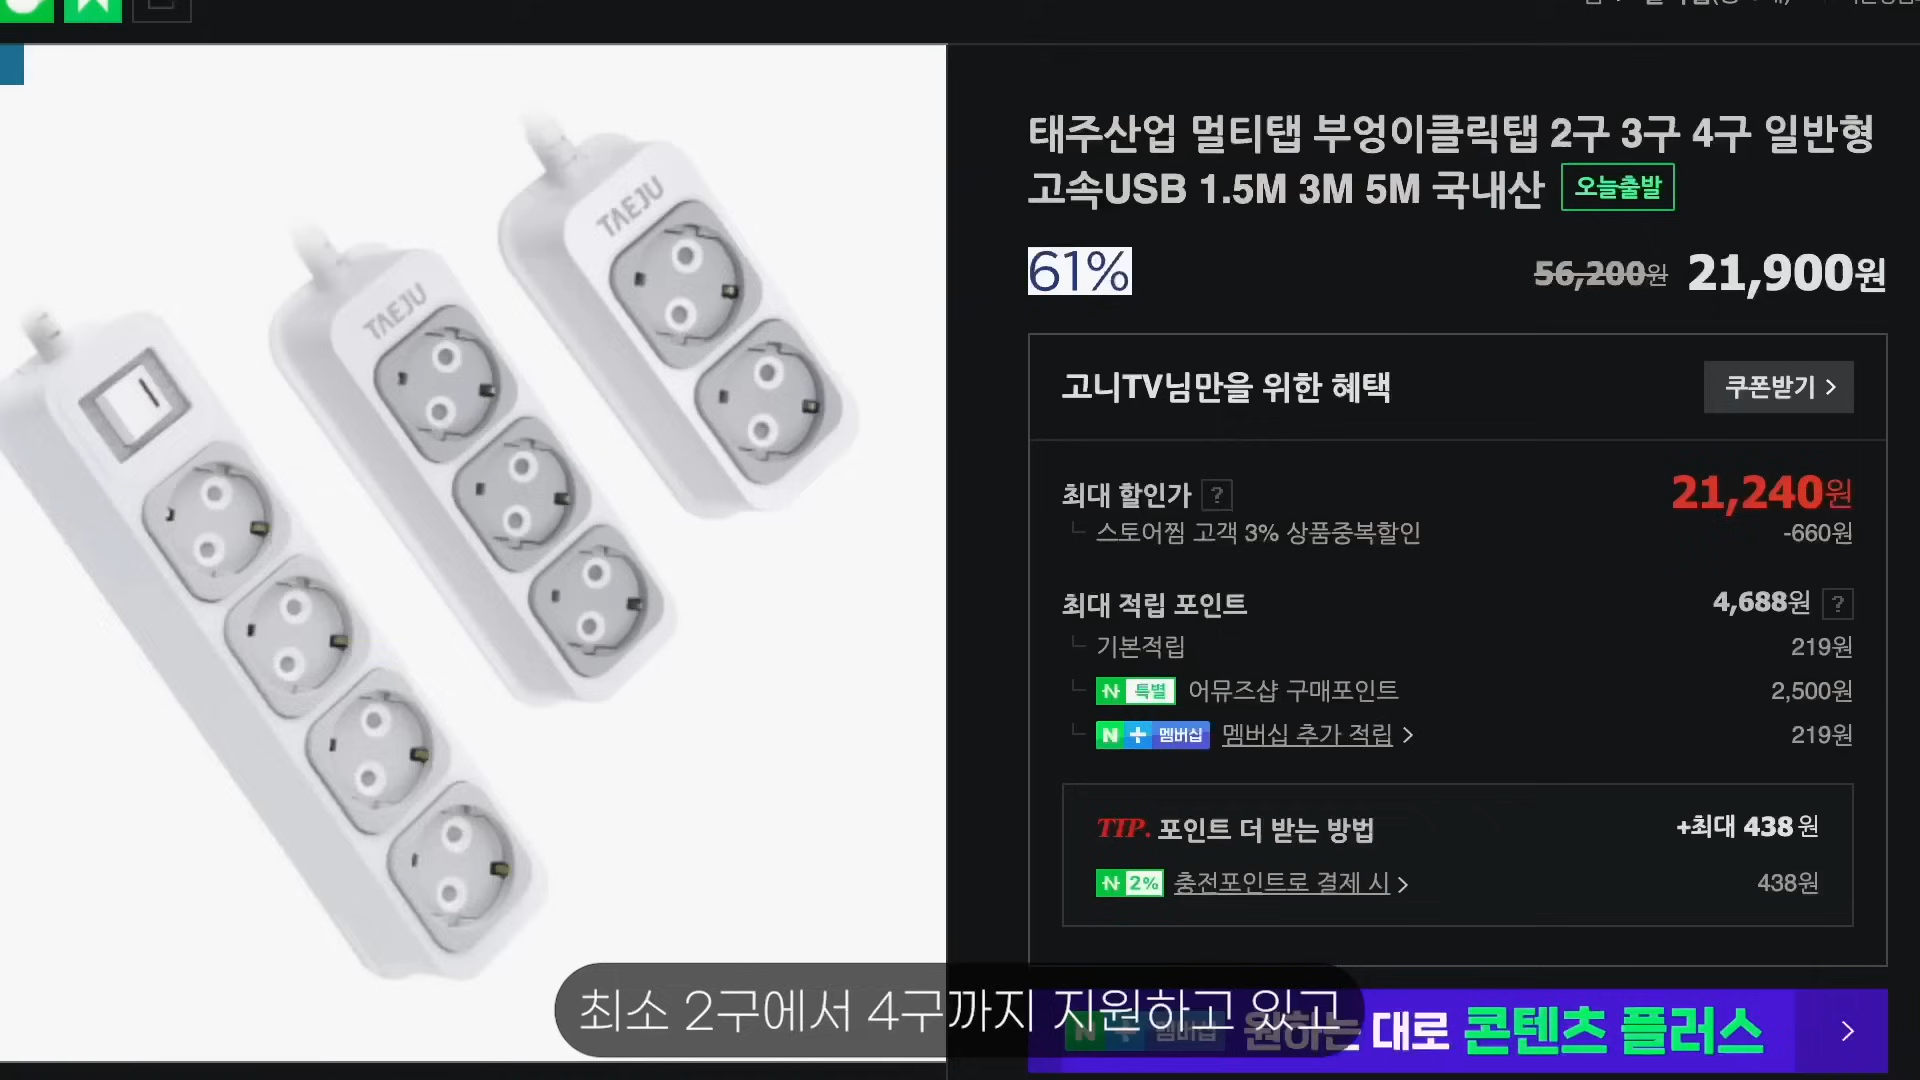 태주산업 멀티탭 부엉이클릭탭 2구 3구 4구 일반형
고속USB 1.5M 3M 5M 국내산 오늘출발
61% 56,200원 21,900원
TAEJU
TAEJU
고니TV님만을 위한 혜택 쿠폰받기
최대 할인가 ? 21,240원
스토어찜 고객 3% 상품중복할인 -660원
최대 적립 포인트 4,688원 ?
기본적립 219원
N 특별 어뮤즈샵 구매포인트 2,500원
N + 멤버십 멤버십 추가 적립 219원
TIP. 포인트 더 받는 방법 +최대 438원
N 2% 충전포인트로 결제 시 438원
최소 2구에서 4구까지 지원하고 있고
N + 멤버십 원하는 대로 콘텐츠 플러스